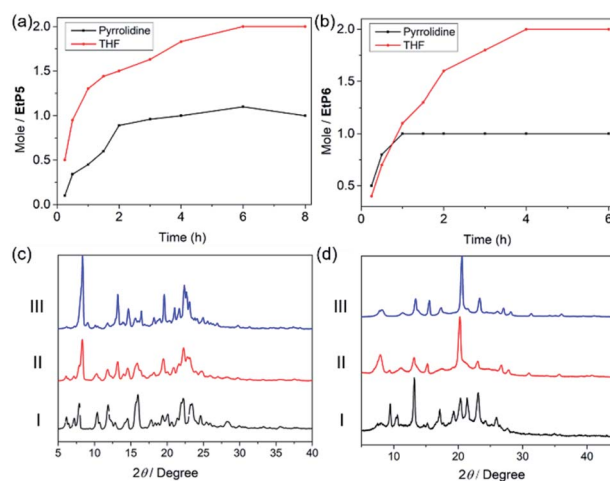 (a)
Pyrrolidine
THF
2.0
1.5
1.0
0.5
0.0
Mole / EtP5
0 2 4 6 8
Time (h)
(b)
Pyrrolidine
THF
2.0
1.5
1.0
0.5
Mole / EtP6
0 2 4 6
Time (h)
(c)
III
II
I
5 10 15 20 25 30 35 40
2θ/ Degree
(d)
III
II
I
10 20 30 40
2θ/ Degree